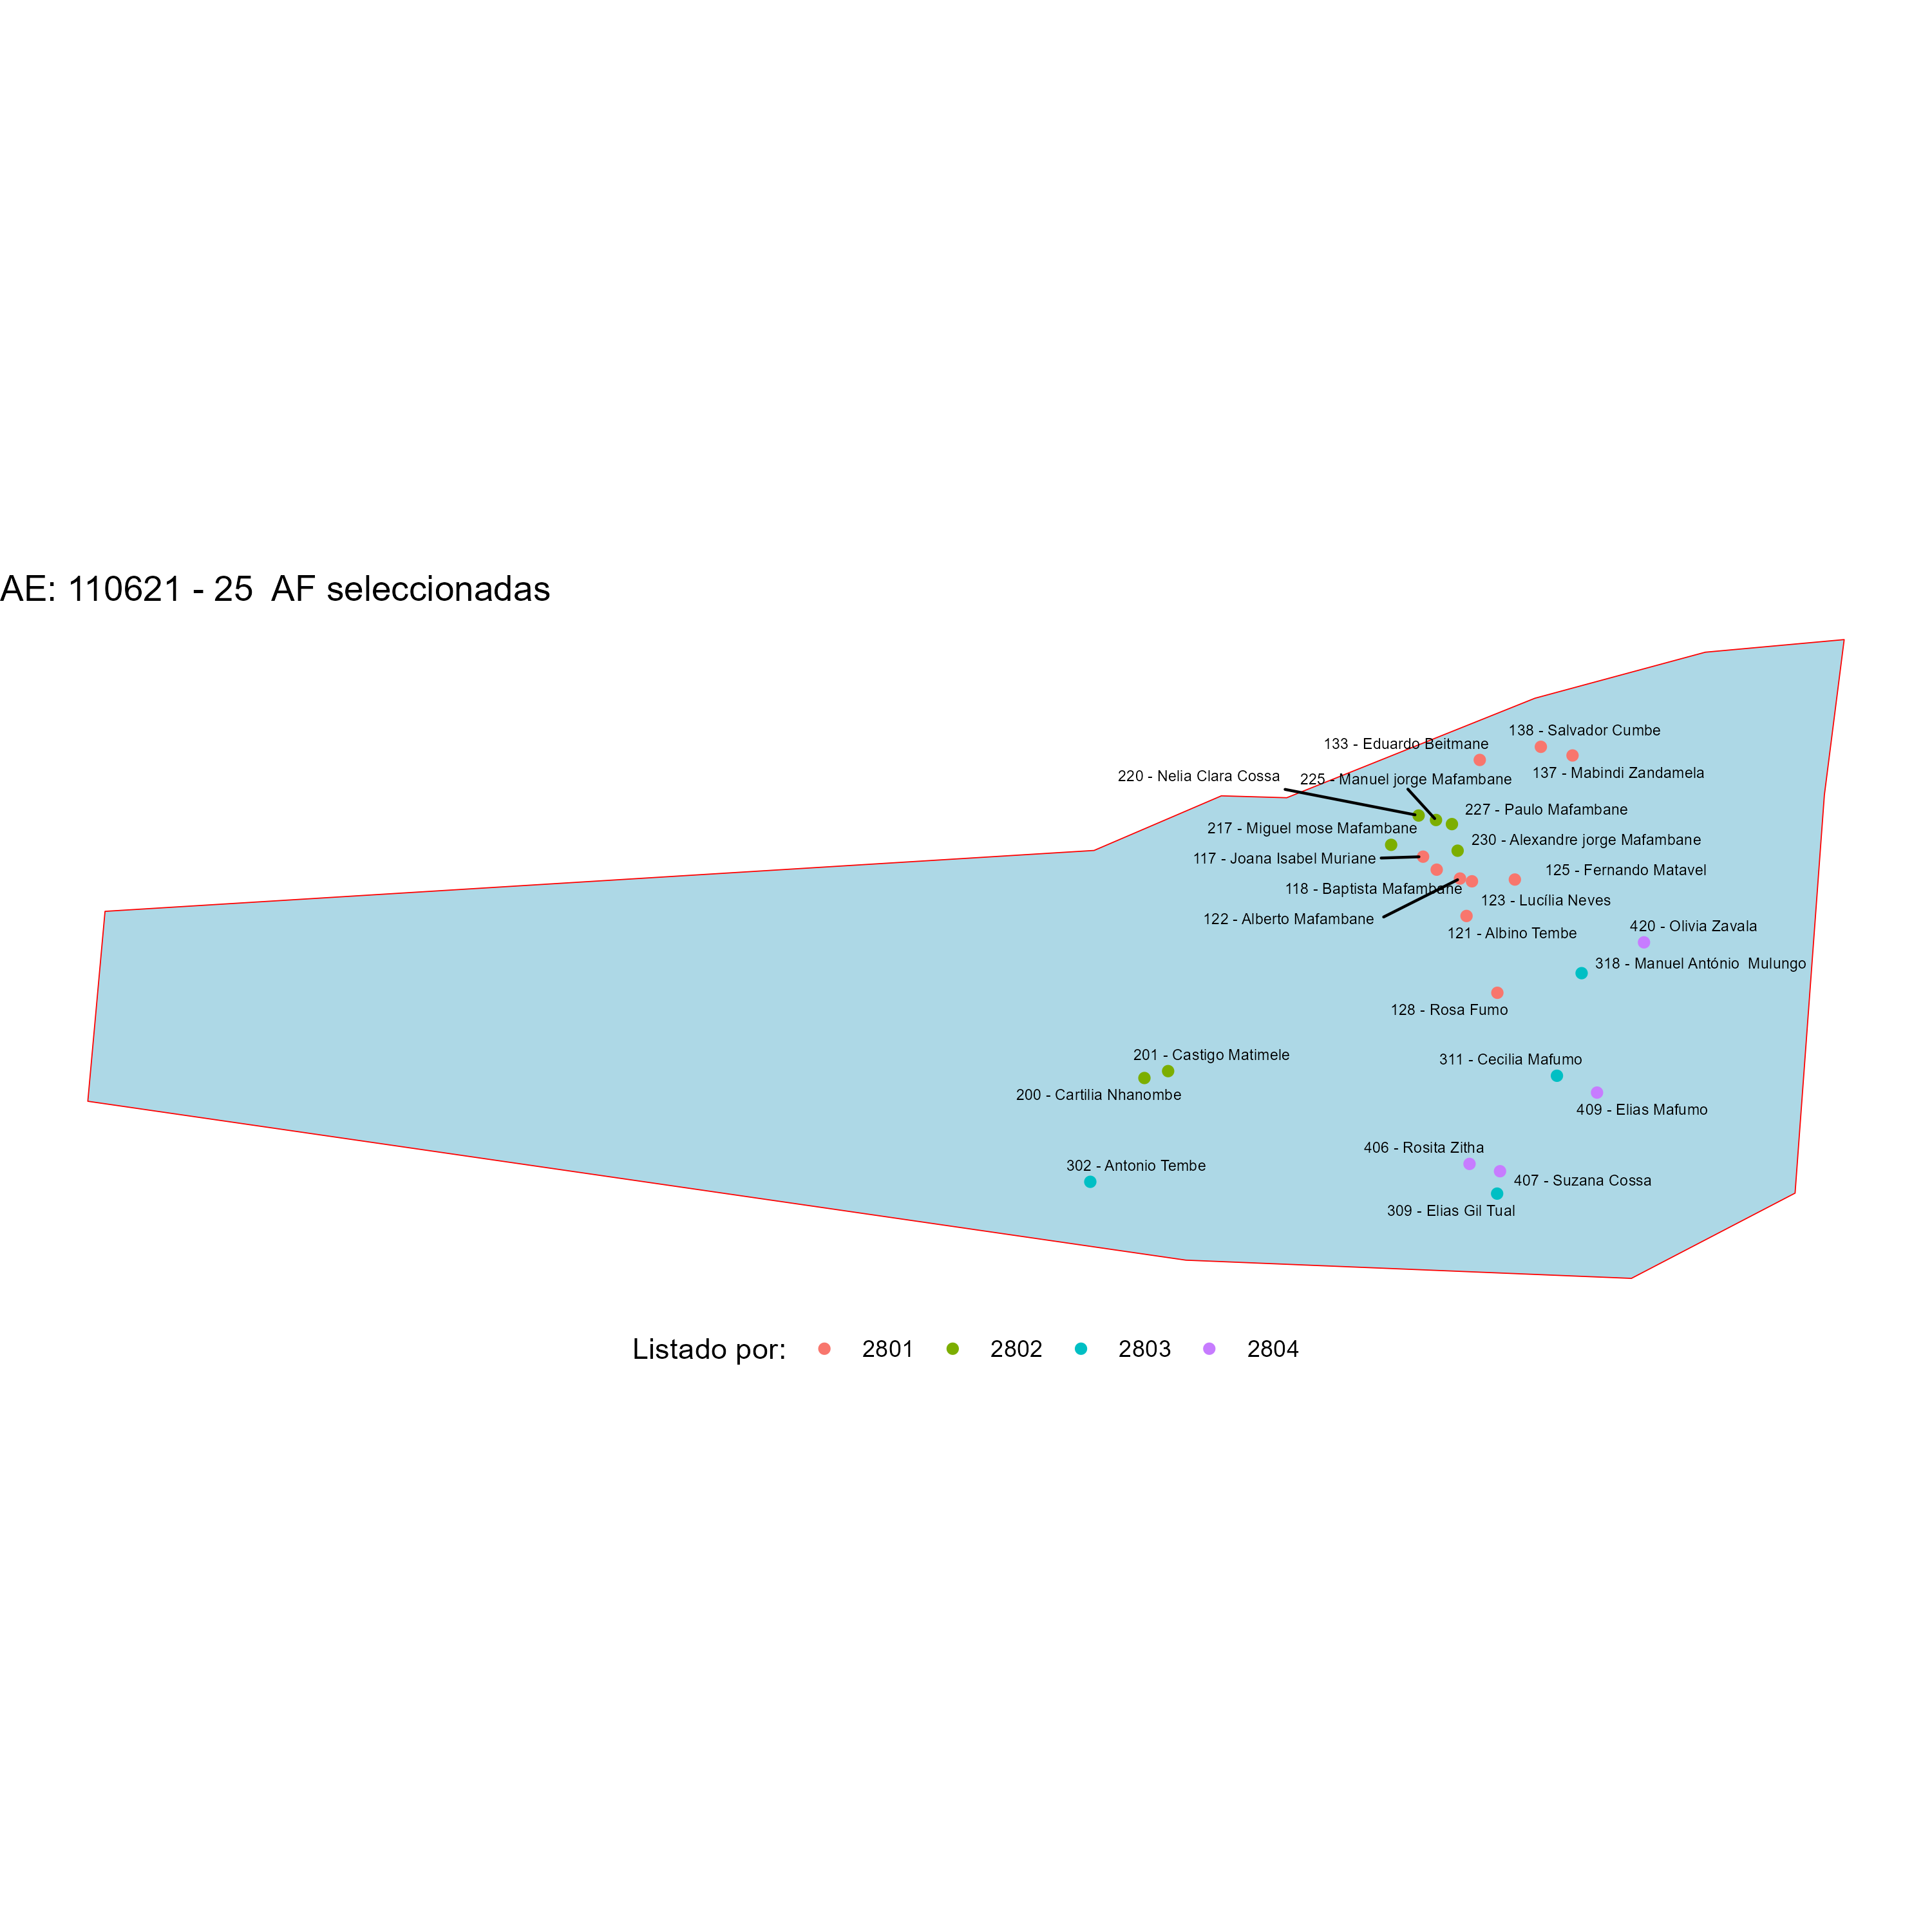 AE: 110621 - 25  AF seleccionadas
138 - Salvador Cumbe
133 - Eduardo Beitmane
137 - Mabindi Zandamela
220 - Nelia Clara Cossa
225 - Manuel jorge Mafambane
227 - Paulo Mafambane
217 - Miguel mose Mafambane
230 - Alexandre jorge Mafambane
117 - Joana Isabel Muriane
125 - Fernando Matavel
118 - Baptista Mafambane
123 - Lucília Neves
122 - Alberto Mafambane
420 - Olivia Zavala
121 - Albino Tembe
318 - Manuel António  Mulungo
128 - Rosa Fumo
201 - Castigo Matimele
311 - Cecilia Mafumo
200 - Cartilia Nhanombe
409 - Elias Mafumo
406 - Rosita Zitha
302 - Antonio Tembe
407 - Suzana Cossa
309 - Elias Gil Tual
Listado por: 2801 2802 2803 2804